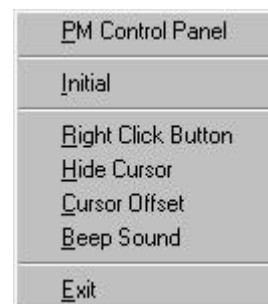 PM Control Panel
Initial
Right Click Button
Hide Cursor
Cursor Offset
Beep Sound
Exit